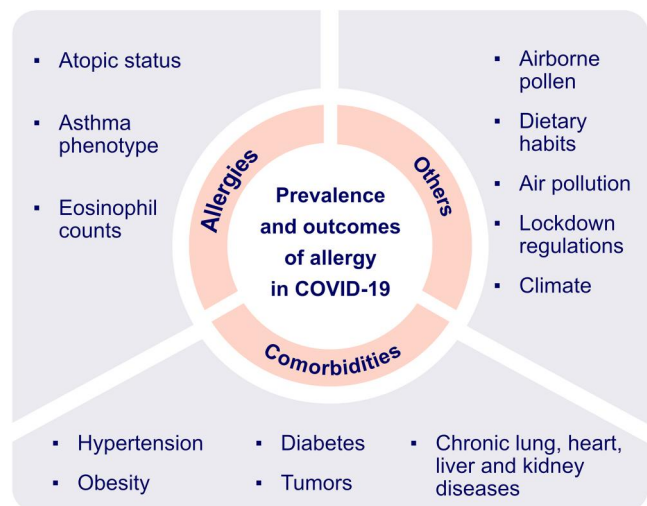 ▪ Atopic status
▪ Asthma
phenotype
▪ Eosinophil
counts
Allergies
Others
Comorbidities
Prevalence
and outcomes
of allergy
in COVID-19
▪ Airborne
pollen
▪ Dietary
habits
▪ Air pollution
▪ Lockdown
regulations
▪ Climate
▪ Hypertension
▪ Obesity
▪ Diabetes
▪ Tumors
▪ Chronic lung, heart,
liver and kidney
diseases